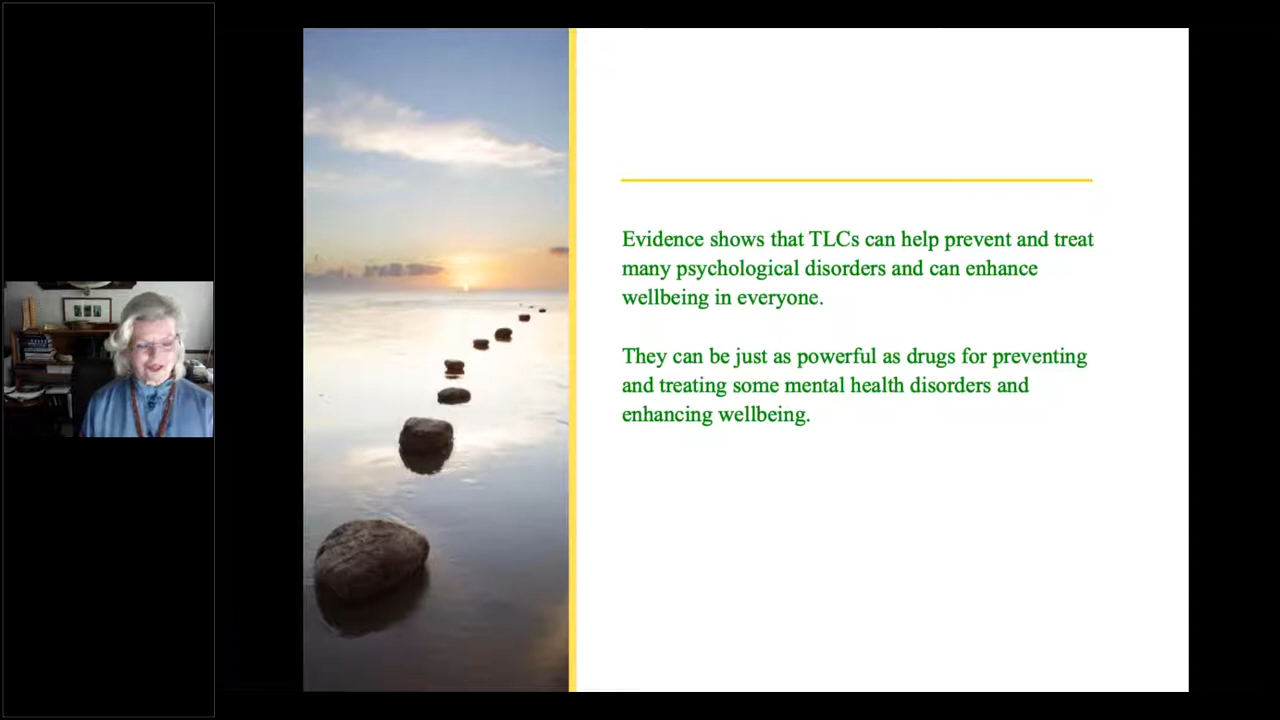 Evidence shows that TLCs can help prevent and treat
many psychological disorders and can enhance
wellbeing in everyone.
They can be just as powerful as drugs for preventing
and treating some mental health disorders and
enhancing wellbeing.